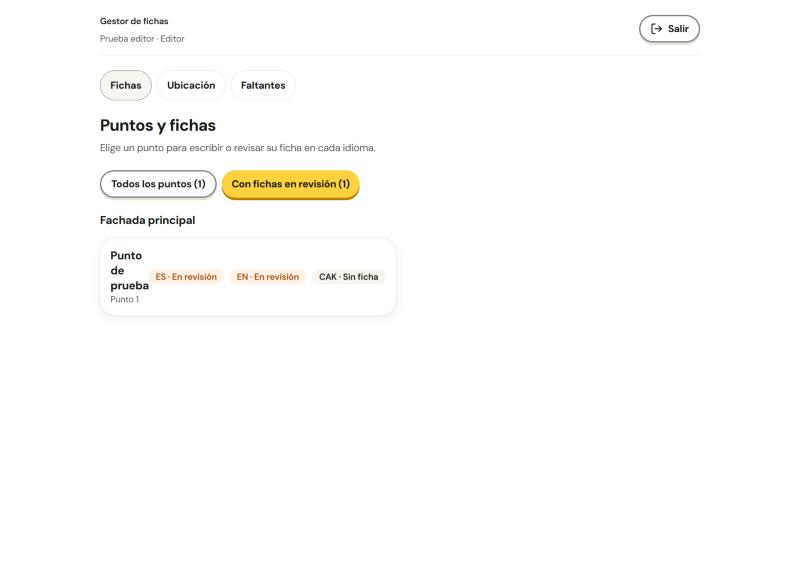 Gestor de fichas
Prueba editor · Editor
Salir
Fichas
Ubicación
Faltantes
Puntos y fichas
Elige un punto para escribir o revisar su ficha en cada idioma.
Todos los puntos (1)
Con fichas en revisión (1)
Fachada principal
Punto
de
prueba
Punto 1
ES · En revisión
EN · En revisión
CAK · Sin ficha